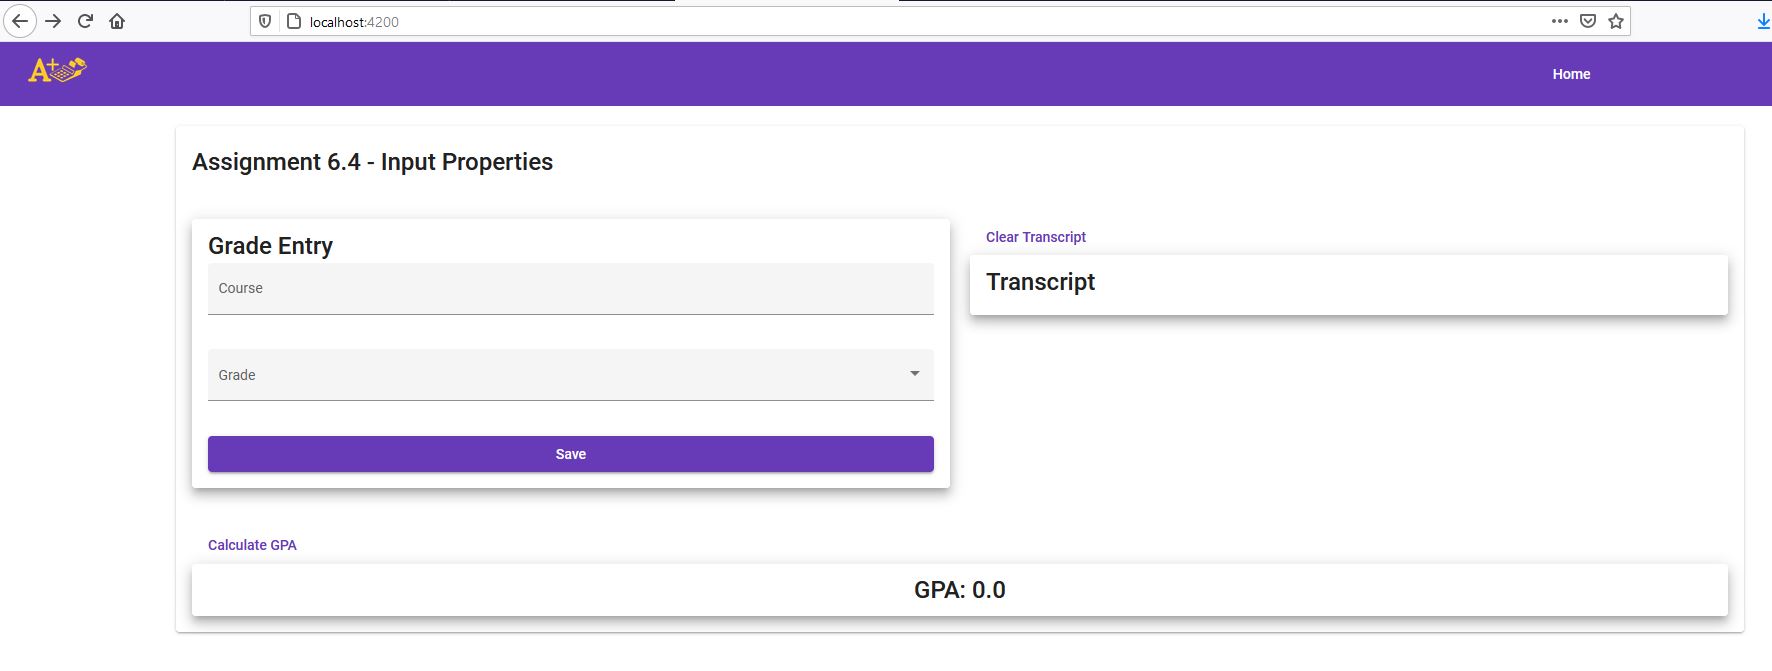 localhost:4200
A+
Home
Assignment 6.4 - Input Properties
Grade Entry
Course
Grade
Save
Clear Transcript
Transcript
Calculate GPA
GPA: 0.0